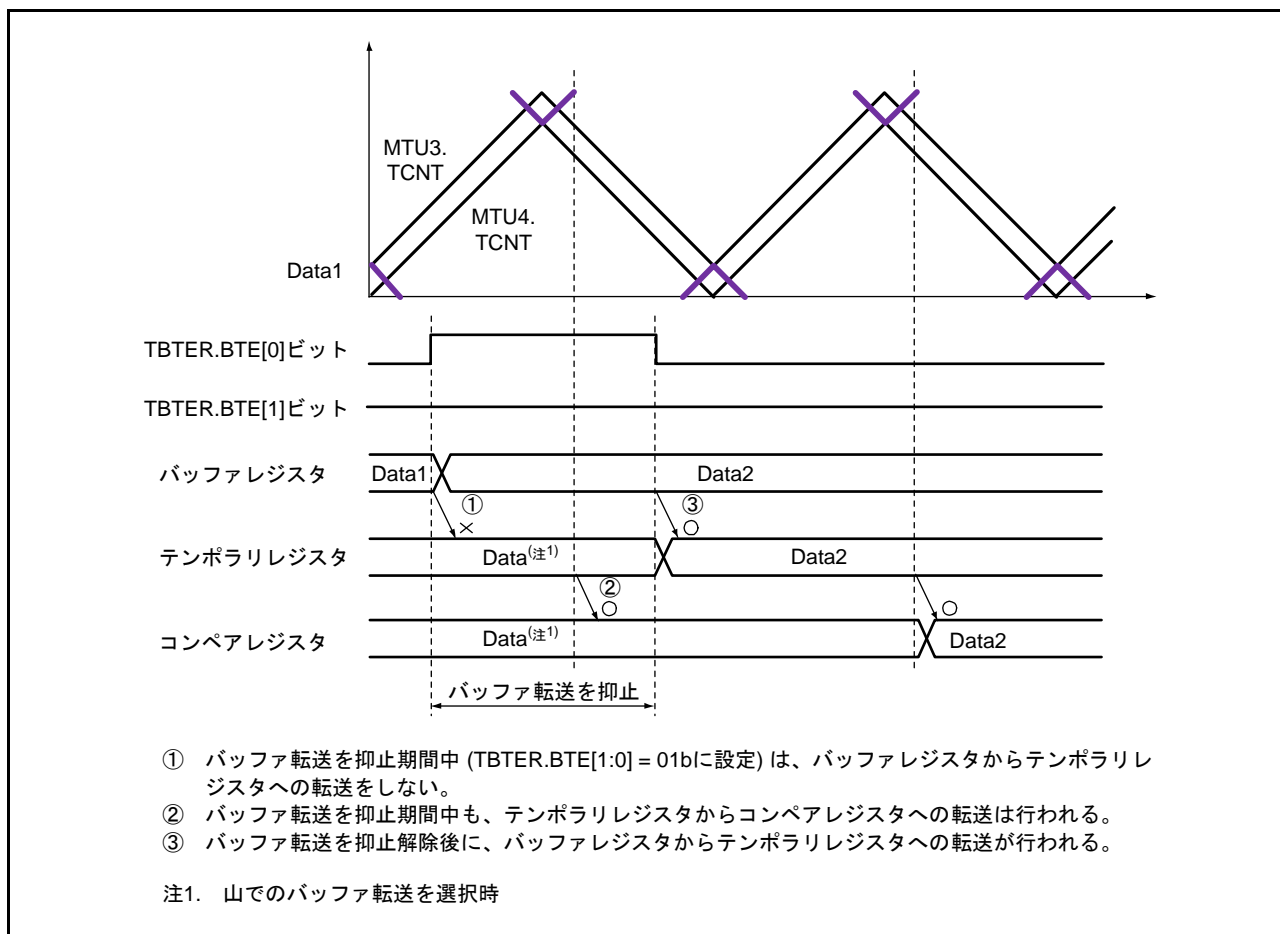 MTU3.
TCNT
MTU4.
TCNT
Data1
TBTER.BTE[0]ビット
TBTER.BTE[1]ビット
バッファレジスタ
Data1
Data2
①
×
③
○
テンポラリレジスタ
Data(注1)
Data2
②
○
○
コンペアレジスタ
Data(注1)
Data2
バッファ転送を抑止
① バッファ転送を抑止期間中 (TBTER.BTE[1:0] = 01bに設定) は、バッファレジスタからテンポラリレ
ジスタへの転送をしない。
② バッファ転送を抑止期間中も、テンポラリレジスタからコンペアレジスタへの転送は行われる。
③ バッファ転送を抑止解除後に、バッファレジスタからテンポラリレジスタへの転送が行われる。
注1. 山でのバッファ転送を選択時